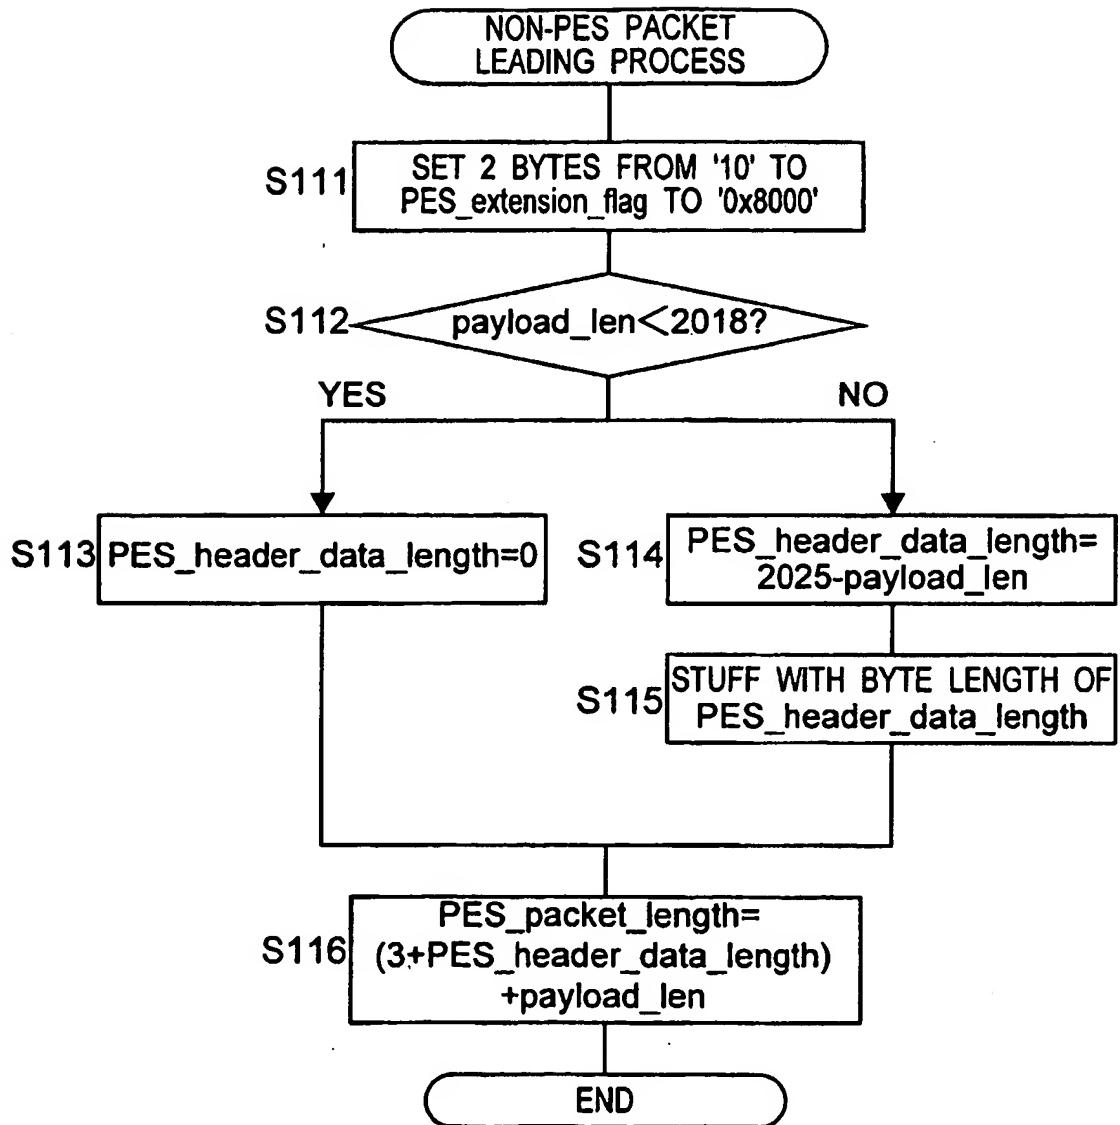 NON-PES PACKET
LEADING PROCESS
S111
SET 2 BYTES FROM '10' TO
PES_extension_flag TO '0x8000'
S112
payload_len<2018?
YES
NO
S113
PES_header_data_length=0
S114
PES_header_data_length=
2025-payload_len
S115
STUFF WITH BYTE LENGTH OF
PES_header_data_length
S116
PES_packet_length=
(3+PES_header_data_length)
+payload_len
END